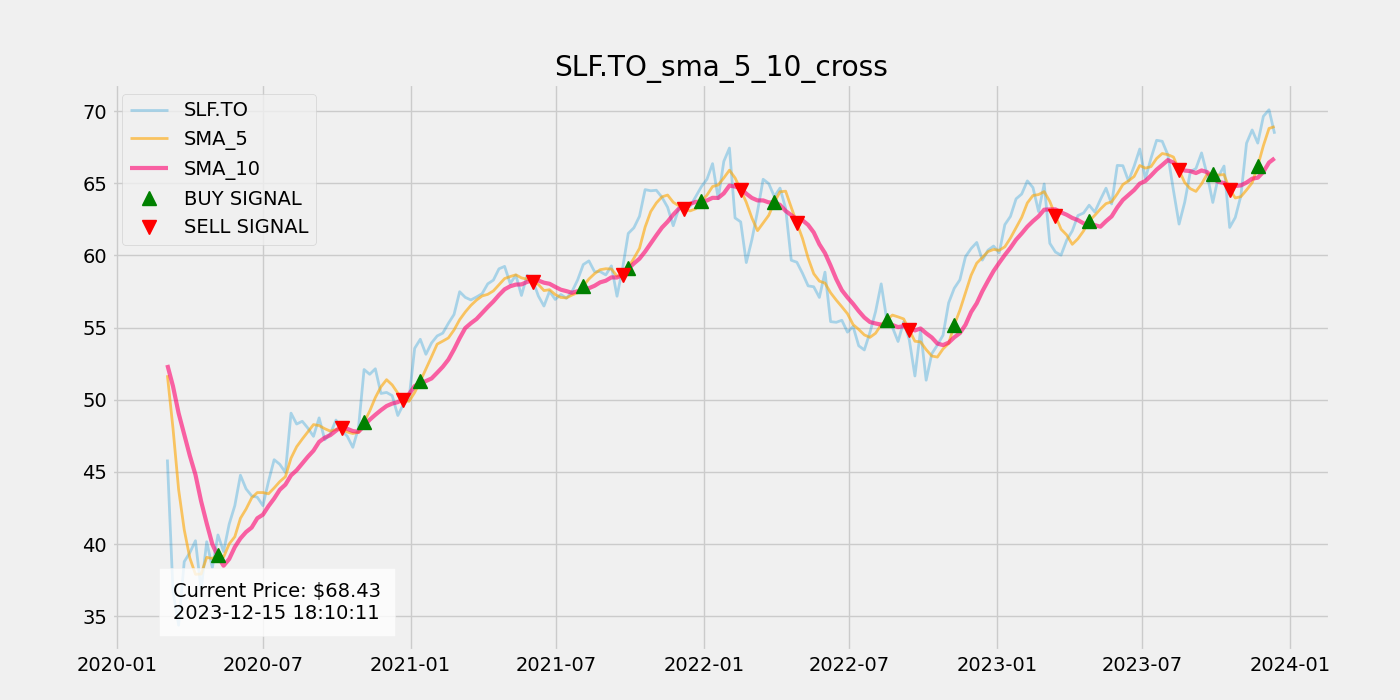 SLF.TO_sma_5_10_cross
SLF.TO
SMA_5
SMA_10
BUY SIGNAL
SELL SIGNAL
70
65
60
55
50
45
40
35
Current Price: $68.43
2023-12-15 18:10:11
2020-01 2020-07 2021-01 2021-07 2022-01 2022-07 2023-01 2023-07 2024-01